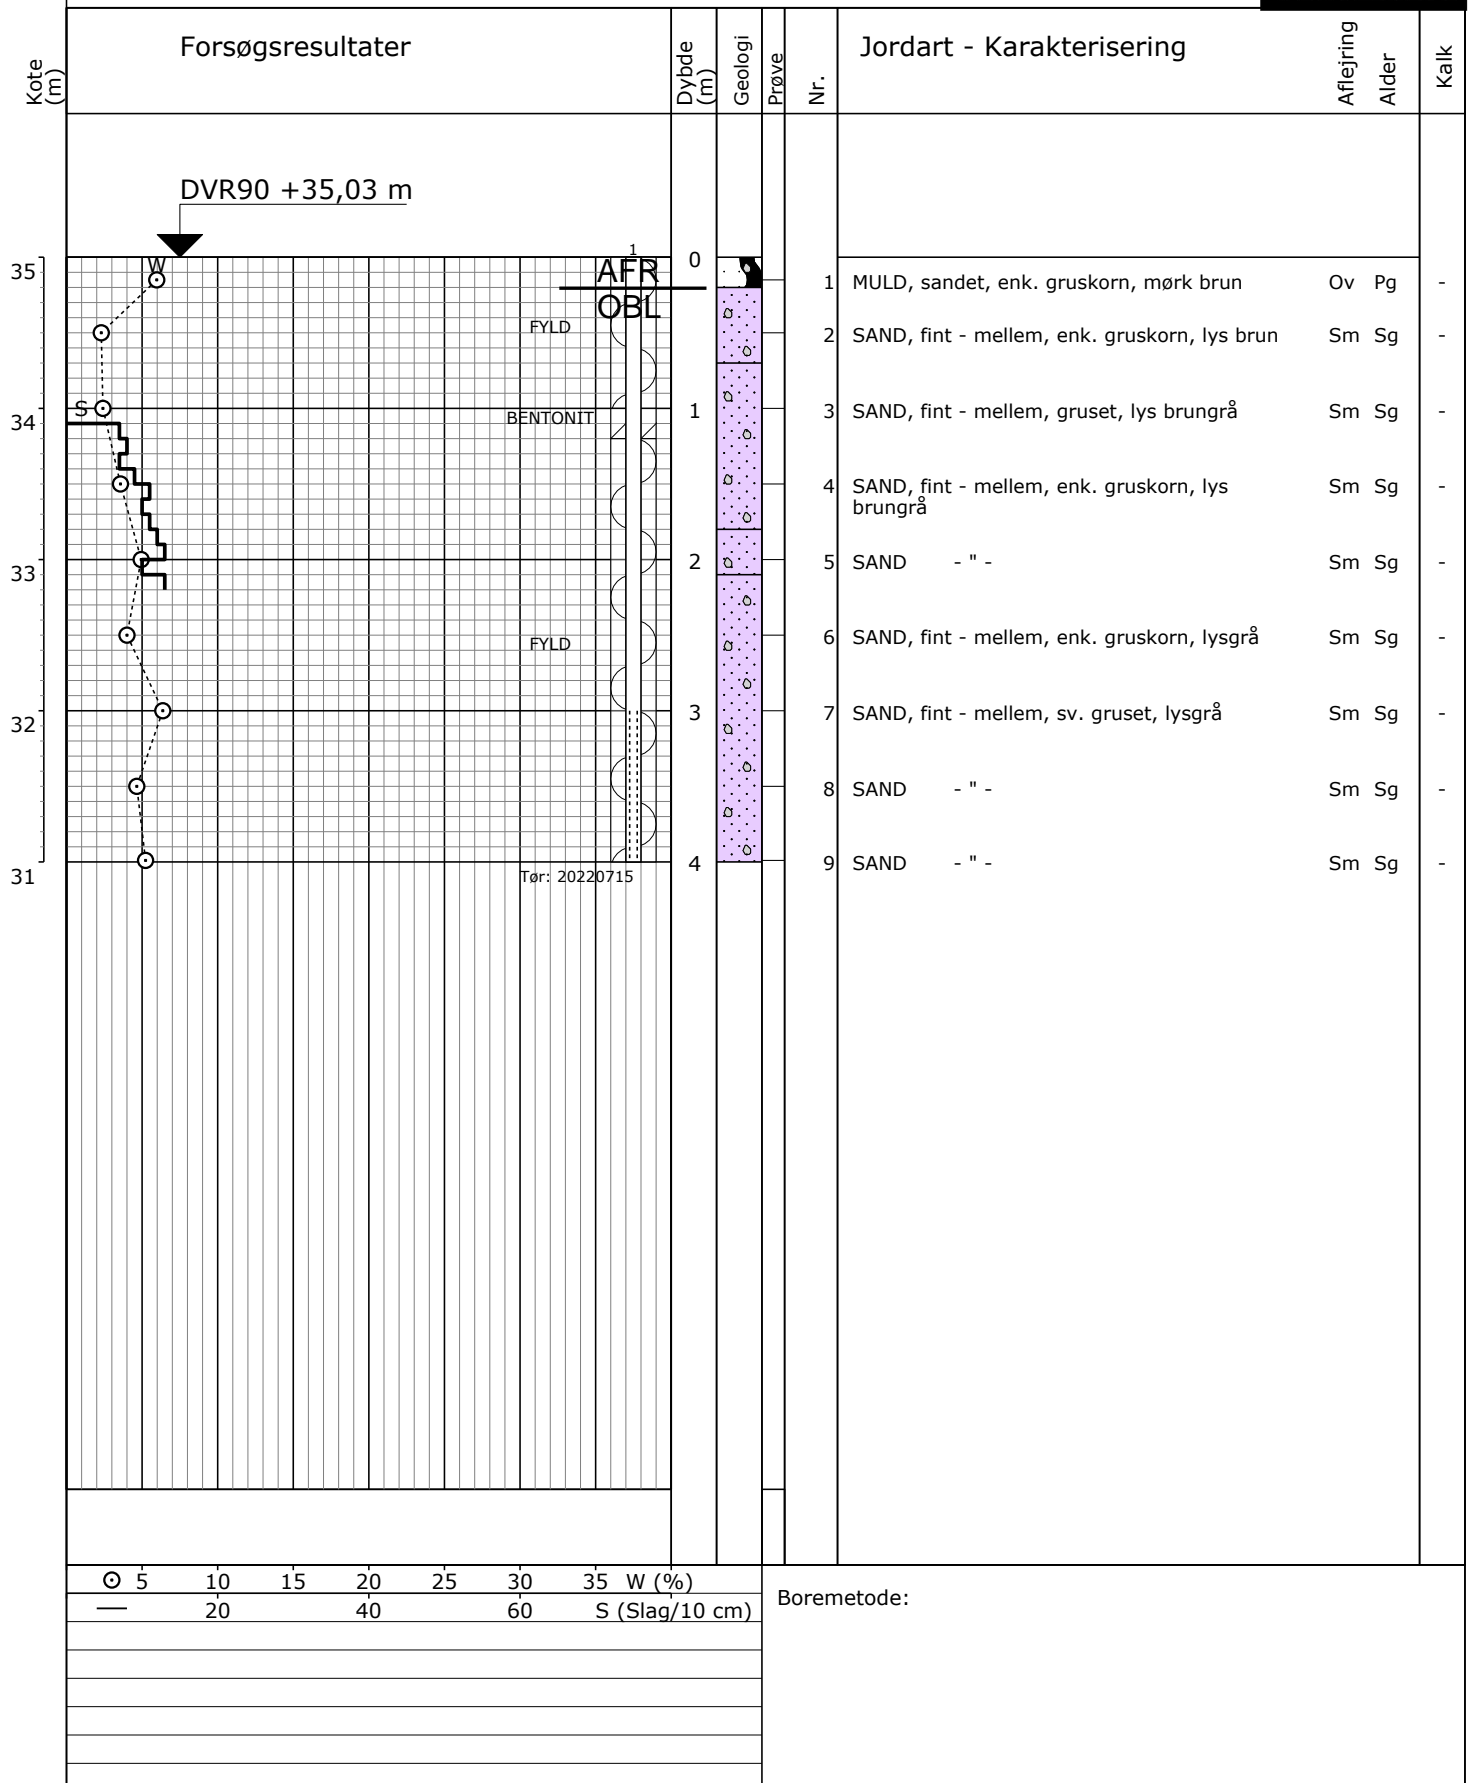 Kote (m)
Forsøgsresultater
Dybde (m)
Geologi
Prøve
Nr.
Jordart - Karakterisering
Aflejring
Alder
Kalk
DVR90 +35,03 m
35
W
1
AFR
0
1 MULD, sandet, enk. gruskorn, mørk brun Ov Pg -
OBL
FYLD
2 SAND, fint - mellem, enk. gruskorn, lys brun Sm Sg -
34
S
BENTONIT
1
3 SAND, fint - mellem, gruset, lys brungrå Sm Sg -
4 SAND, fint - mellem, enk. gruskorn, lys Sm Sg -
brungrå
33
2
5 SAND - " - Sm Sg -
FYLD
6 SAND, fint - mellem, enk. gruskorn, lysgrå Sm Sg -
32
3
7 SAND, fint - mellem, sv. gruset, lysgrå Sm Sg -
8 SAND - " - Sm Sg -
31
4
9 SAND - " - Sm Sg -
Tør: 20220715
5 10 15 20 25 30 35 W (%)
20 40 60 S (Slag/10 cm)
Boremetode: